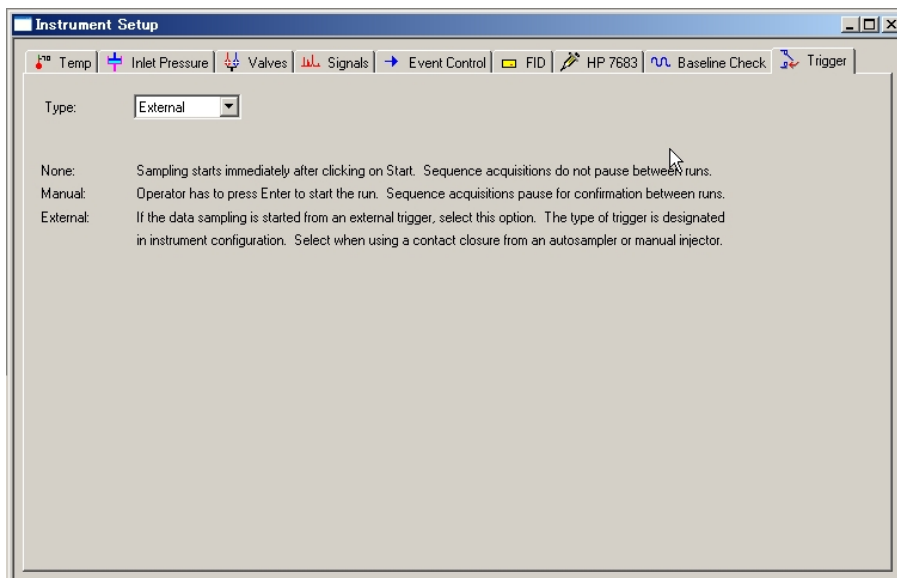 Instrument Setup
Temp Inlet Pressure Valves Signals Event Control FID HP 7683 Baseline Check Trigger
Type: External
None: Sampling starts immediately after clicking on Start. Sequence acquisitions do not pause between runs.
Manual: Operator has to press Enter to start the run. Sequence acquisitions pause for confirmation between runs.
External: If the data sampling is started from an external trigger, select this option. The type of trigger is designated
in instrument configuration. Select when using a contact closure from an autosampler or manual injector.